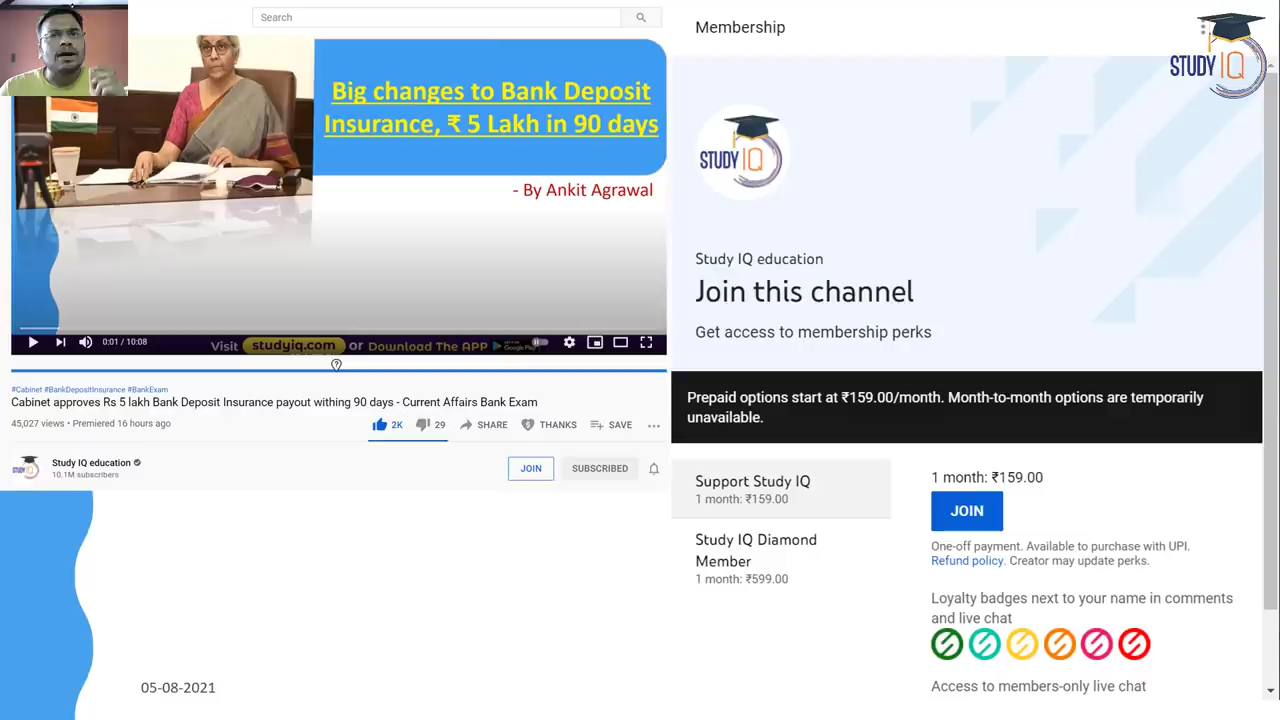 Search
Big changes to Bank Deposit
Insurance, ₹ 5 Lakh in 90 days
- By Ankit Agrawal
0:01 / 10:08
Visit studyiq.com or Download The APP
#Cabinet #BankDepositInsurance #BankExam
Cabinet approves Rs 5 lakh Bank Deposit Insurance payout withing 90 days - Current Affairs Bank Exam
45,027 views • Premiered 16 hours ago
2K
29
SHARE
THANKS
SAVE
Study IQ education
10.1M subscribers
JOIN
SUBSCRIBED
05-08-2021
Membership
STUDY IQ
STUDY IQ
Study IQ education
Join this channel
Get access to membership perks
Prepaid options start at ₹159.00/month. Month-to-month options are temporarily
unavailable.
Support Study IQ
1 month: ₹159.00
Study IQ Diamond
Member
1 month: ₹599.00
1 month: ₹159.00
JOIN
One-off payment. Available to purchase with UPI.
Refund policy. Creator may update perks.
Loyalty badges next to your name in comments
and live chat
Access to members-only live chat